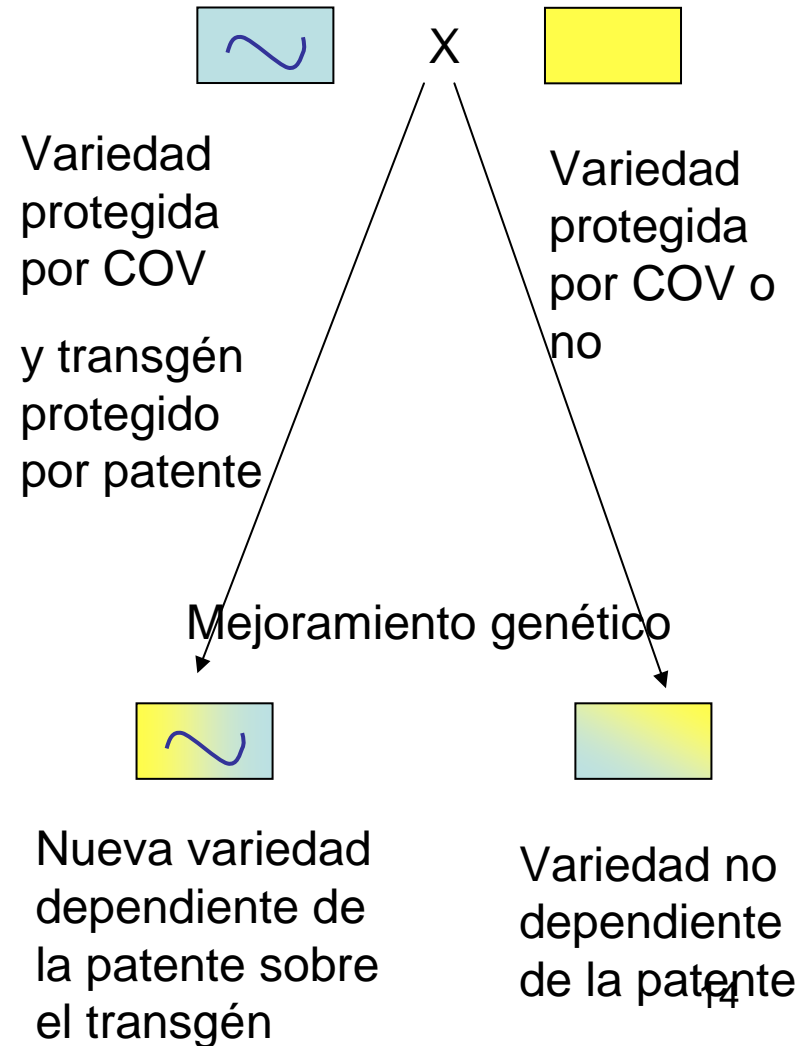 X
Variedad
protegida
por COV
y transgén
protegido
por patente
Variedad
protegida
por COV o
no
Mejoramiento genético
Nueva variedad
dependiente de
la patente sobre
el transgén
Variedad no
dependiente
de la patente
14